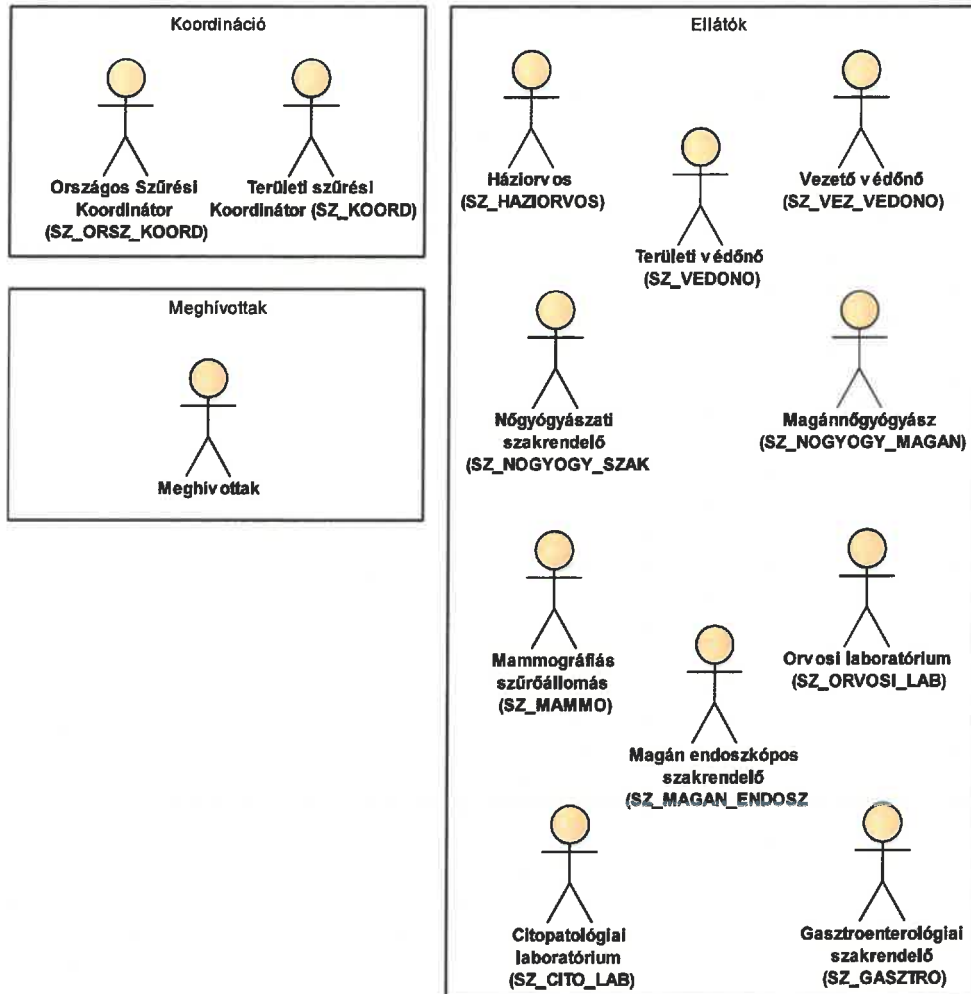 Koordináció
Országos Szűrési
Koordinátor
(SZ_ORSZ_KOORD)
Területi szűrési
Koordinátor (SZ_KOORD)
Meghívottak
Meghívottak
Ellátók
Háziorvos
(SZ_HAZIORVOS)
Területi védőnő
(SZ_VEDONO)
Vezető védőnő
(SZ_VEZ_VEDONO)
Nőgyógyászati
szakrendelő
(SZ_NOGYOGY_SZAK
Magánnőgyógyász
(SZ_NOGYOGY_MAGAN)
Mammográfiás
szűrőállomás
(SZ_MAMMO)
Magán endoszkópos
szakrendelő
(SZ_MAGAN_ENDOSZ
Orvosi laboratórium
(SZ_ORVOSI_LAB)
Citopatológiai
laboratórium
(SZ_CITO_LAB)
Gasztroenterológiai
szakrendelő
(SZ_GASZTRO)